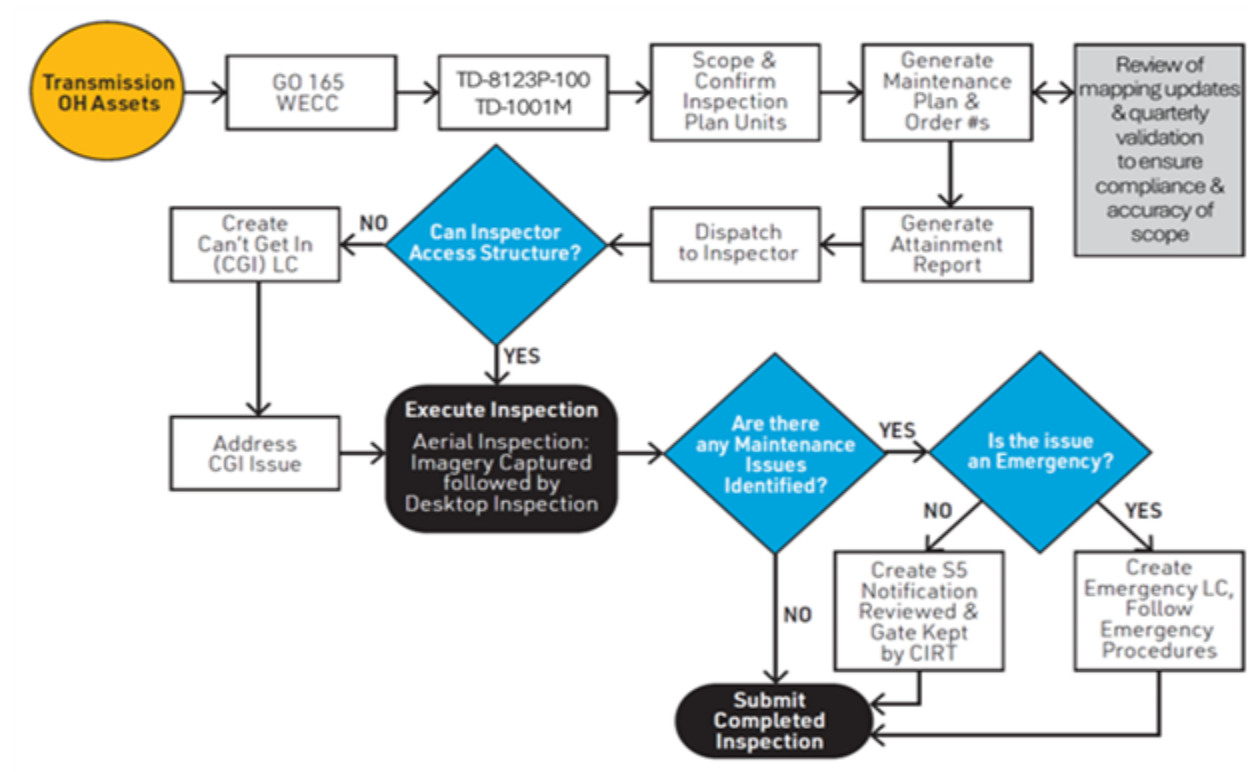 Transmission
OH Assets
GO 165
WECC
TD-8123P-100
TD-1001M
Scope &
Confirm
Inspection
Plan Units
Generate
Maintenance
Plan &
Order #s
Review of
mapping updates
& quarterly
validation
to ensure
compliance &
accuracy of
scope
Create
Can't Get In
(CGI) LC
NO
Can Inspector
Access Structure?
Dispatch
to Inspector
Generate
Attainment
Report
YES
Address
CGI Issue
Execute Inspection
Aerial Inspection:
Imagery Captured
followed by
Desktop Inspection
Are there
any Maintenance
Issues
Identified?
YES
Is the issue
an Emergency?
NO
YES
NO
Create S5
Notification
Reviewed &
Gate Kept
by CIRT
Create
Emergency LC,
Follow
Emergency
Procedures
Submit
Completed
Inspection